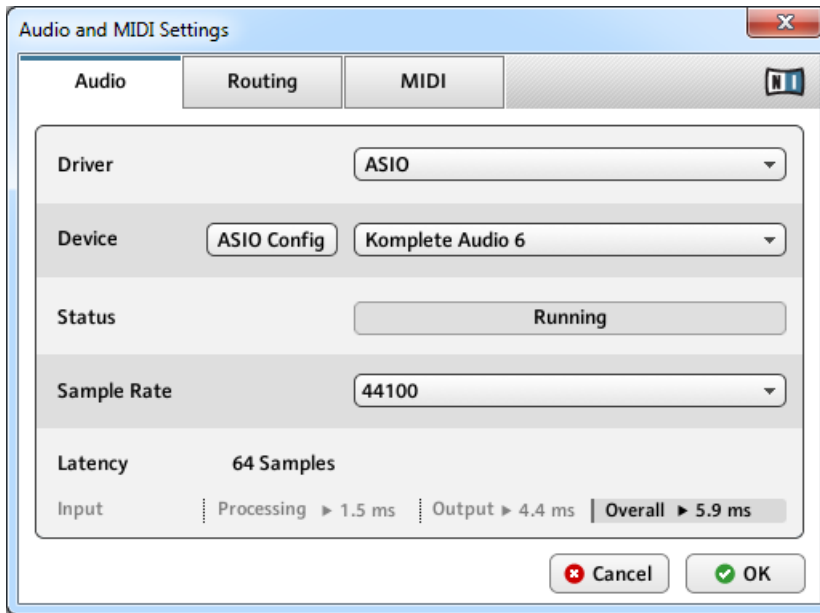 Audio and MIDI Settings
Audio Routing MIDI NI
Driver ASIO
Device ASIO Config Komplete Audio 6
Status Running
Sample Rate 44100
Latency 64 Samples
Input Processing ▸ 1.5 ms Output ▸ 4.4 ms Overall ▸ 5.9 ms
Cancel OK